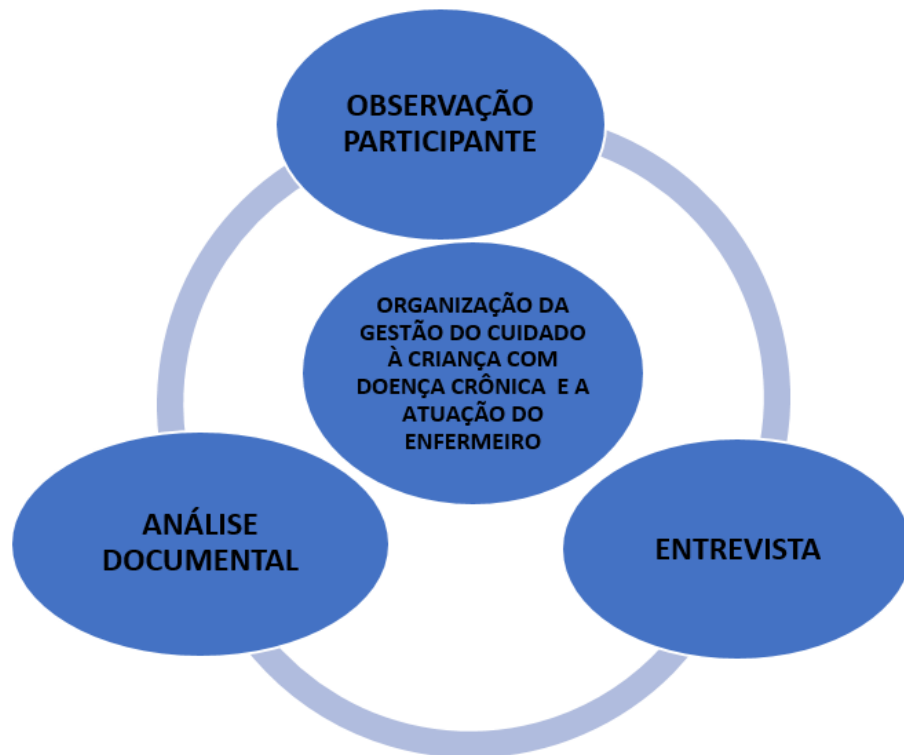 OBSERVAÇÃO
PARTICIPANTE
ORGANIZAÇÃO DA
GESTÃO DO CUIDADO
À CRIANÇA COM
DOENÇA CRÔNICA E A
ATUAÇÃO DO
ENFERMEIRO
ANÁLISE
DOCUMENTAL
ENTREVISTA